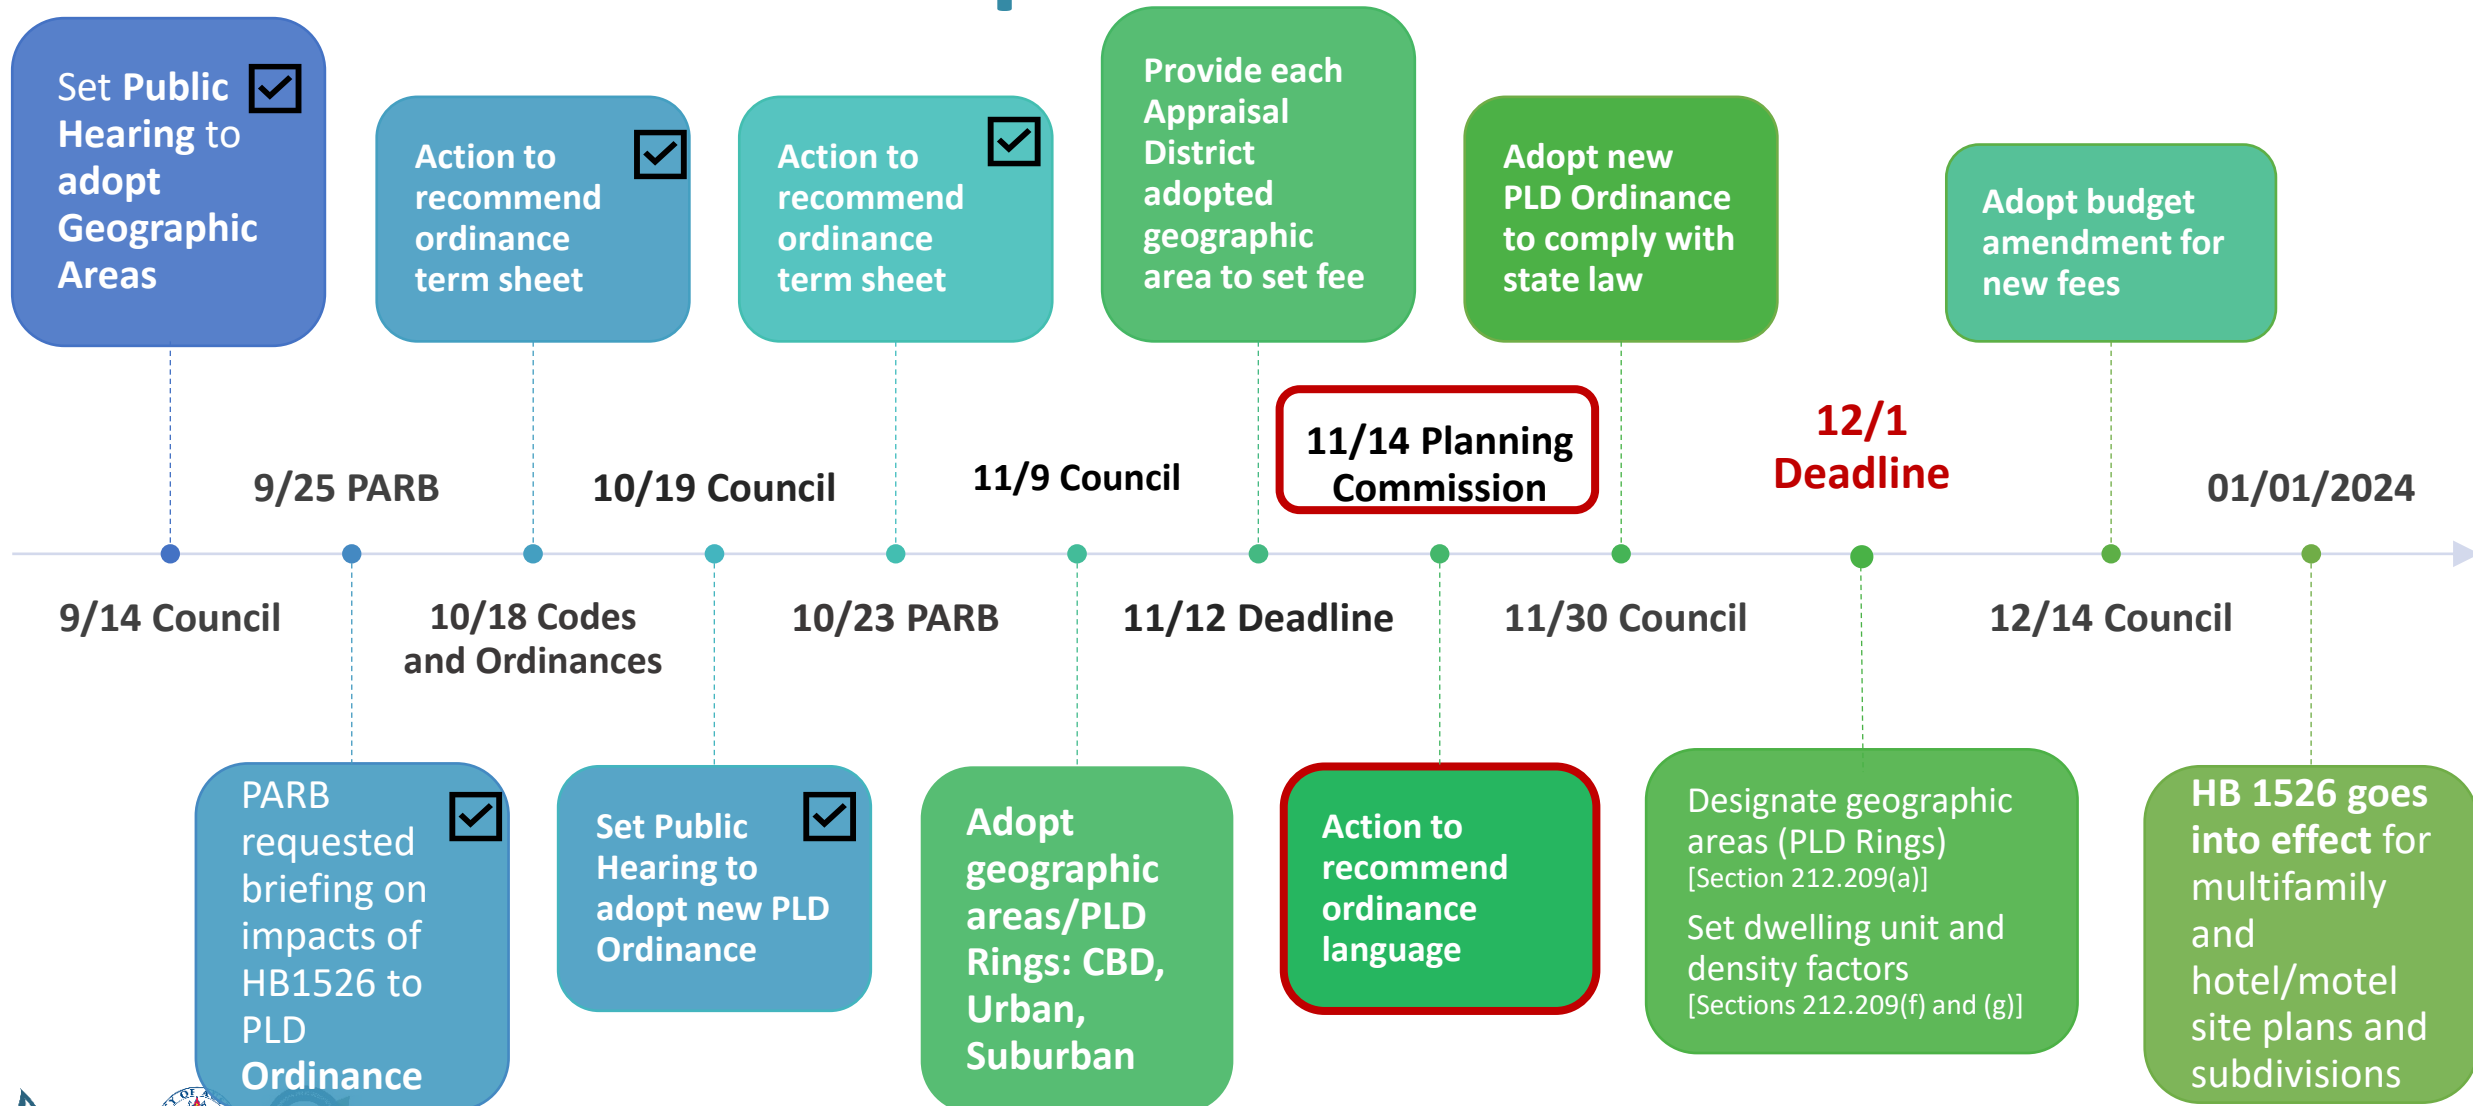 Set Public
Hearing to
adopt
Geographic
Areas
Action to
recommend
ordinance
term sheet
Action to
recommend
ordinance
term sheet
Provide each
Appraisal
District
adopted
geographic
area to set fee
Adopt new
PLD Ordinance
to comply with
state law
Adopt budget
amendment for
new fees
9/25 PARB
10/19 Council
11/9 Council
11/14 Planning
Commission
12/1
Deadline
01/01/2024
9/14 Council
10/18 Codes
and Ordinances
10/23 PARB
11/12 Deadline
11/30 Council
12/14 Council
PARB
requested
briefing on
impacts of
HB1526 to
PLD
Ordinance
Set Public
Hearing to
adopt new PLD
Ordinance
Adopt
geographic
areas/PLD
Rings: CBD,
Urban,
Suburban
Action to
recommend
ordinance
language
Designate geographic
areas (PLD Rings)
[Section 212.209(a)]
Set dwelling unit and
density factors
[Sections 212.209(f) and (g)]
HB 1526 goes
into effect for
multifamily
and
hotel/motel
site plans and
subdivisions